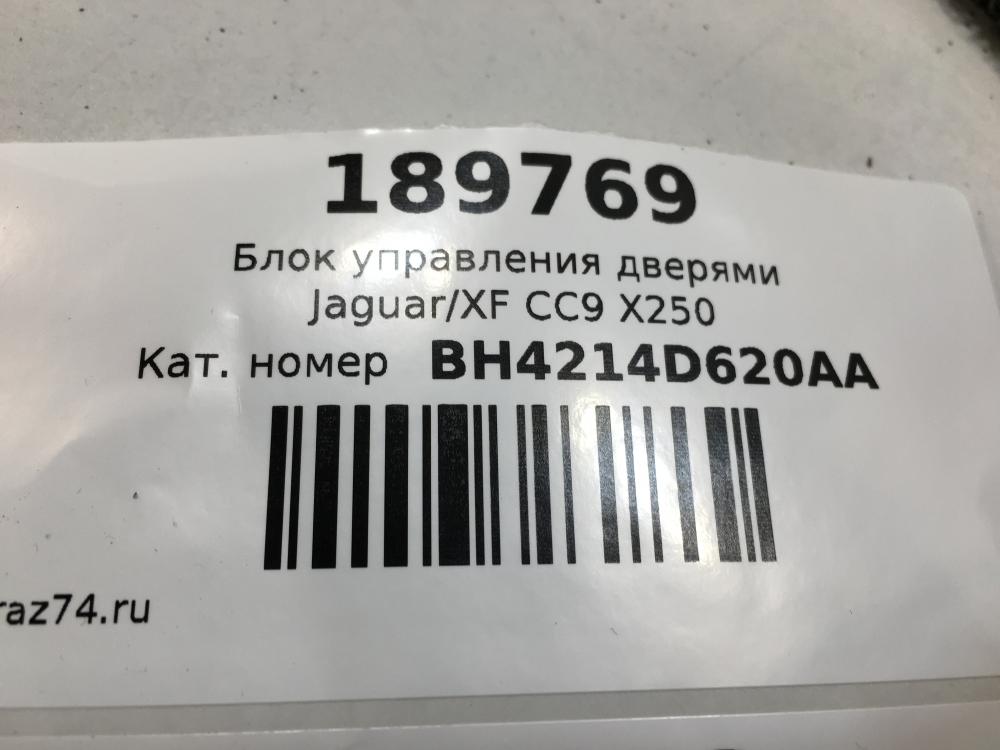 189769
Блок управления дверями
Jaguar/XF CC9 X250
Кат. номер BH4214D620AA
raz74.ru